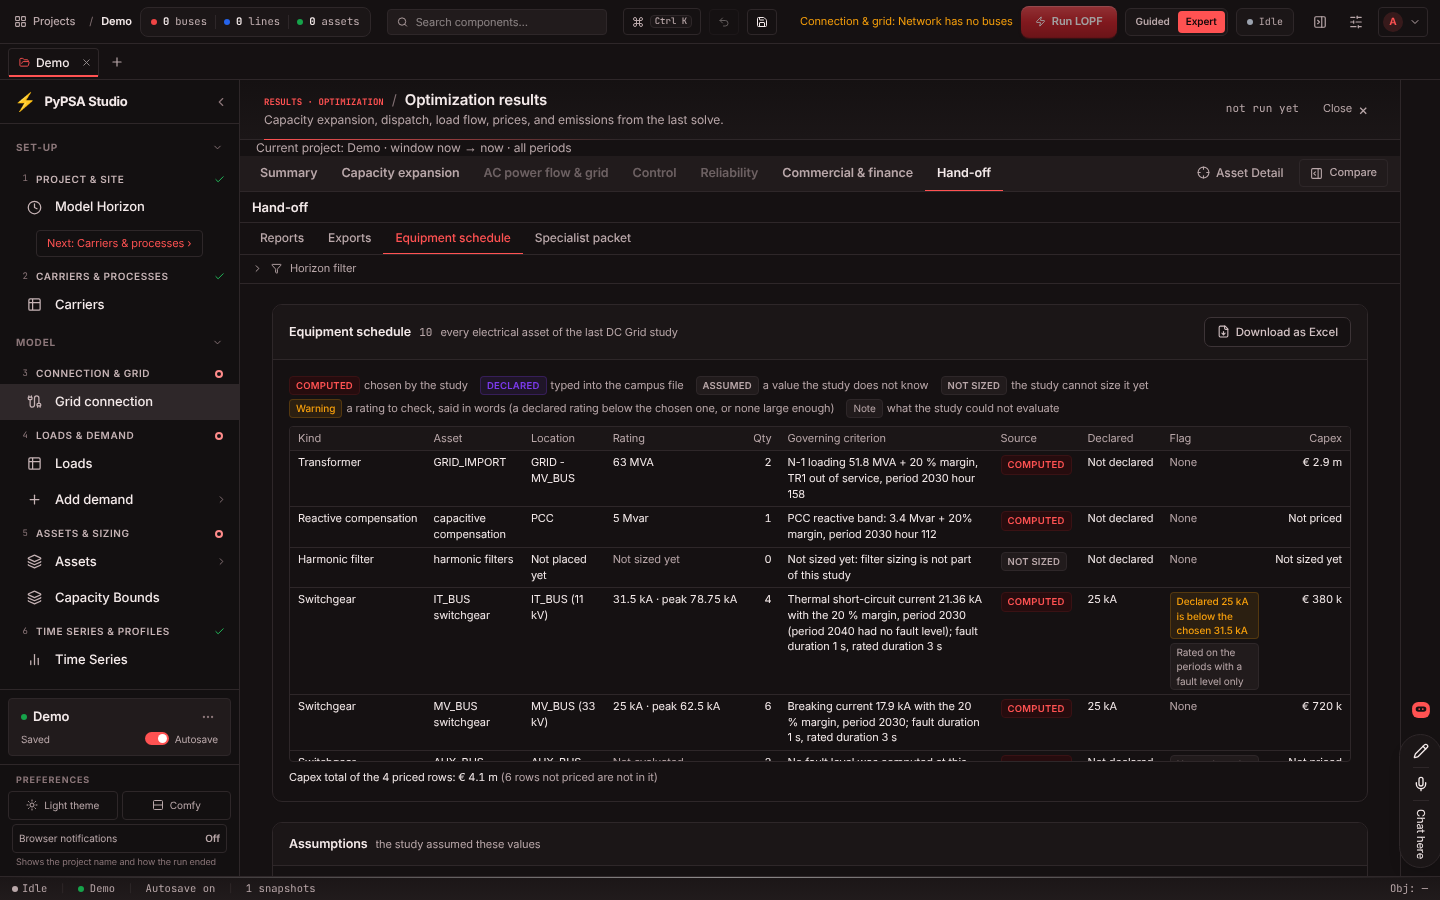 Projects / Demo 0 buses 0 lines 0 assets Search components... ⌘ Ctrl K Connection & grid: Network has no buses Run LOPF Guided Expert Idle A
Demo × +
PyPSA Studio
SET-UP
1 PROJECT & SITE
Model Horizon
Next: Carriers & processes ›
2 CARRIERS & PROCESSES
Carriers
MODEL
3 CONNECTION & GRID
Grid connection
4 LOADS & DEMAND
Loads
Add demand
5 ASSETS & SIZING
Assets
Capacity Bounds
6 TIME SERIES & PROFILES
Time Series
Demo ...
Saved Autosave
PREFERENCES
Light theme Comfy
Browser notifications Off
Shows the project name and how the run ended
RESULTS · OPTIMIZATION / Optimization results
Capacity expansion, dispatch, load flow, prices, and emissions from the last solve.
not run yet Close ×
Current project: Demo · window now → now · all periods
Summary Capacity expansion AC power flow & grid Control Reliability Commercial & finance Hand-off Asset Detail Compare
Hand-off
Reports Exports Equipment schedule Specialist packet
Horizon filter
Equipment schedule 10 every electrical asset of the last DC Grid study Download as Excel
COMPUTED chosen by the study DECLARED typed into the campus file ASSUMED a value the study does not know NOT SIZED the study cannot size it yet
Warning a rating to check, said in words (a declared rating below the chosen one, or none large enough) Note what the study could not evaluate
Kind Asset Location Rating Qty Governing criterion Source Declared Flag Capex
Transformer GRID_IMPORT GRID - 63 MVA 2 N-1 loading 51.8 MVA + 20 % margin, COMPUTED Not declared None € 2.9 m
MV_BUS TR1 out of service, period 2030 hour
158
Reactive compensation capacitive PCC 5 Mvar 1 PCC reactive band: 3.4 Mvar + 20% COMPUTED Not declared None Not priced
compensation margin, period 2030 hour 112
Harmonic filter harmonic filters Not placed Not sized yet 0 Not sized yet: filter sizing is not part NOT SIZED Not declared None Not sized yet
yet of this study
Switchgear IT_BUS IT_BUS (11 31.5 kA · peak 78.75 kA 4 Thermal short-circuit current 21.36 kA COMPUTED 25 kA Declared 25 kA € 380 k
switchgear kV) with the 20 % margin, period 2030 is below the
(period 2040 had no fault level); fault chosen 31.5 kA
duration 1 s, rated duration 3 s Rated on the
periods with a
fault level only
Switchgear MV_BUS MV_BUS (33 25 kA · peak 62.5 kA 6 Breaking current 17.9 kA with the 20 COMPUTED 25 kA None € 720 k
switchgear kV) % margin, period 2030; fault duration
1 s, rated duration 3 s
Capex total of the 4 priced rows: € 4.1 m (6 rows not priced are not in it)
Assumptions the study assumed these values
Chat here
Idle Demo Autosave on 1 snapshots Obj: —